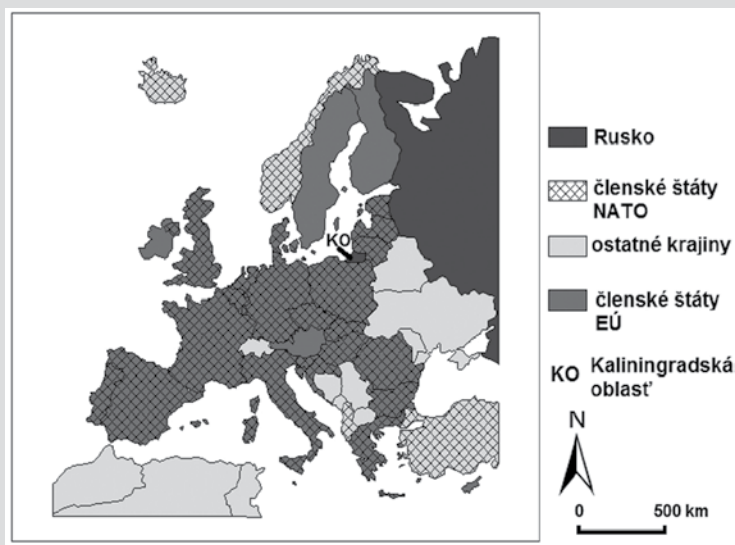 KO
Rusko
členské štáty
NATO
ostatné krajiny
členské štáty
EÚ
KO Kaliningradská
oblasť
N
0 500 km